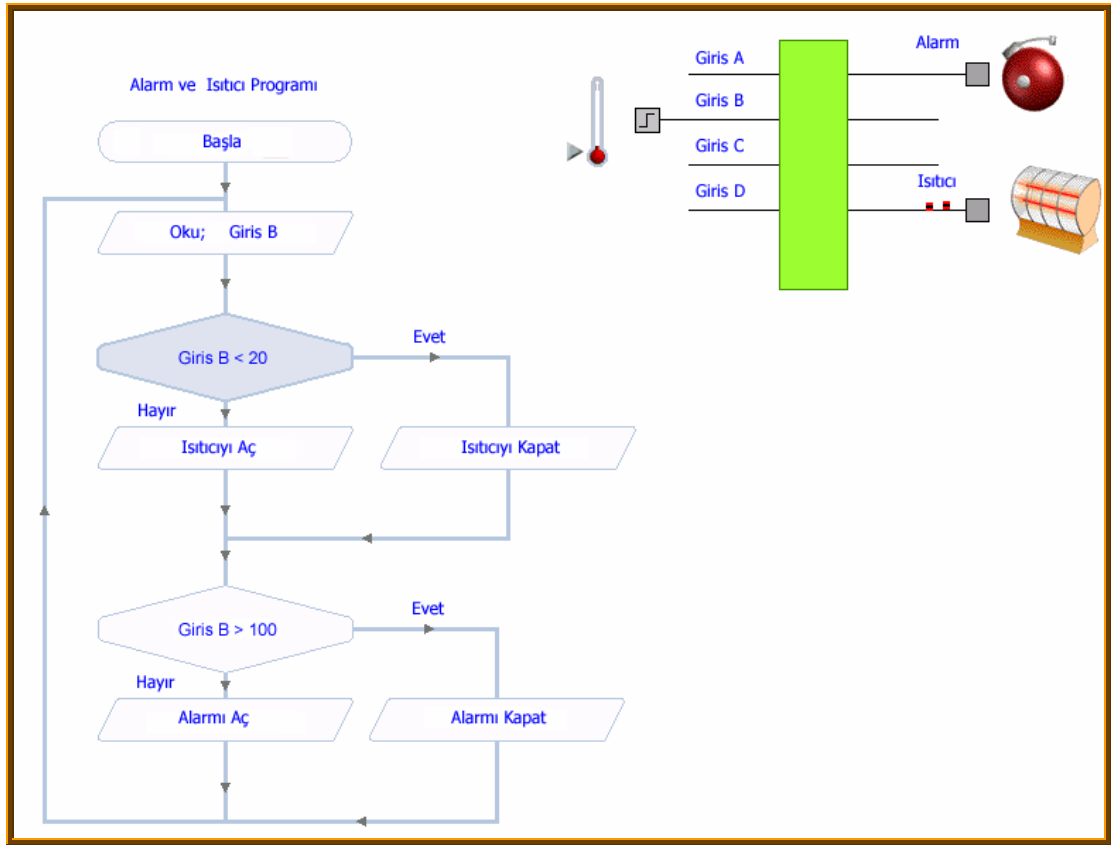 Alarm ve Isıtıcı Programı
Başla
Oku; Giris B
Giris B < 20
Evet
Hayır
Isıtıcıyı Aç
Isıtıcıyı Kapat
Giris B > 100
Evet
Hayır
Alarmı Aç
Alarmı Kapat
Giris A
Giris B
Giris C
Giris D
Alarm
Isıtıcı